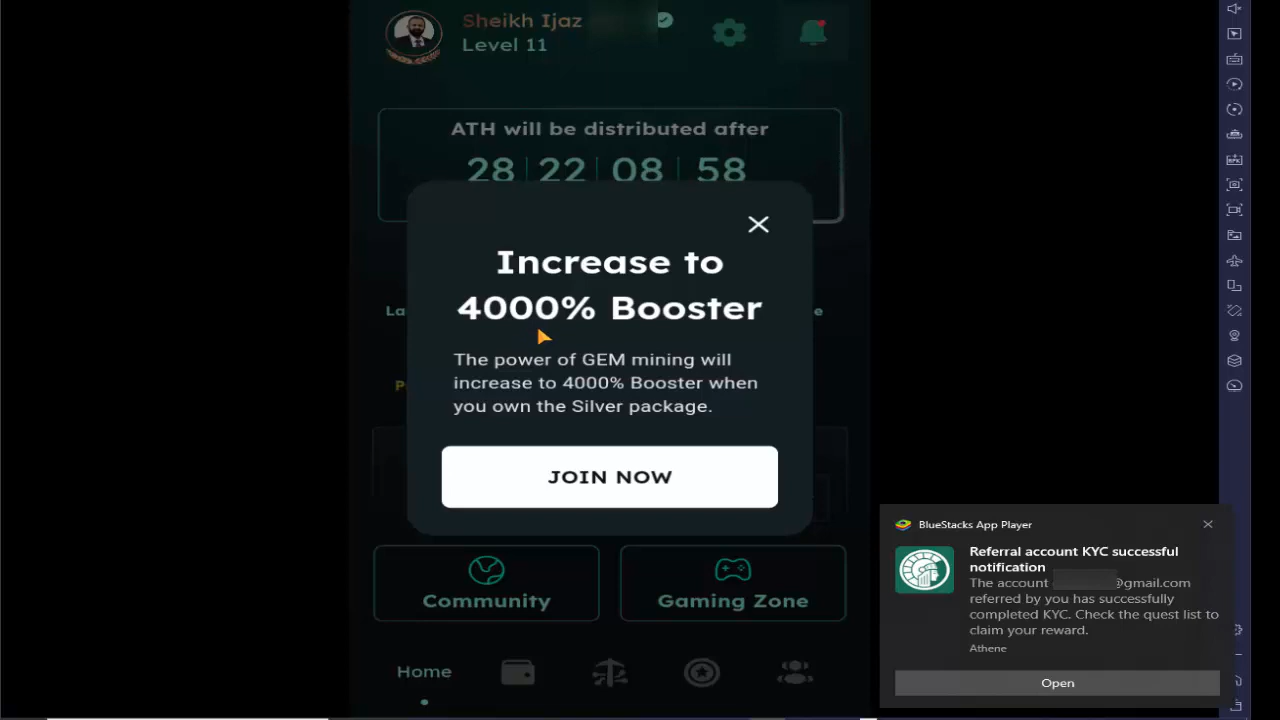 Sheikh Ijaz
Level 11
ATH will be distributed after
28 22 08 58
Increase to
4000% Booster
The power of GEM mining will
increase to 4000% Booster when
you own the Silver package.
JOIN NOW
Community
Gaming Zone
Home
BlueStacks App Player
Referral account KYC successful
notification
The account @gmail.com
referred by you has successfully
completed KYC. Check the quest list to
claim your reward.
Athene
Open